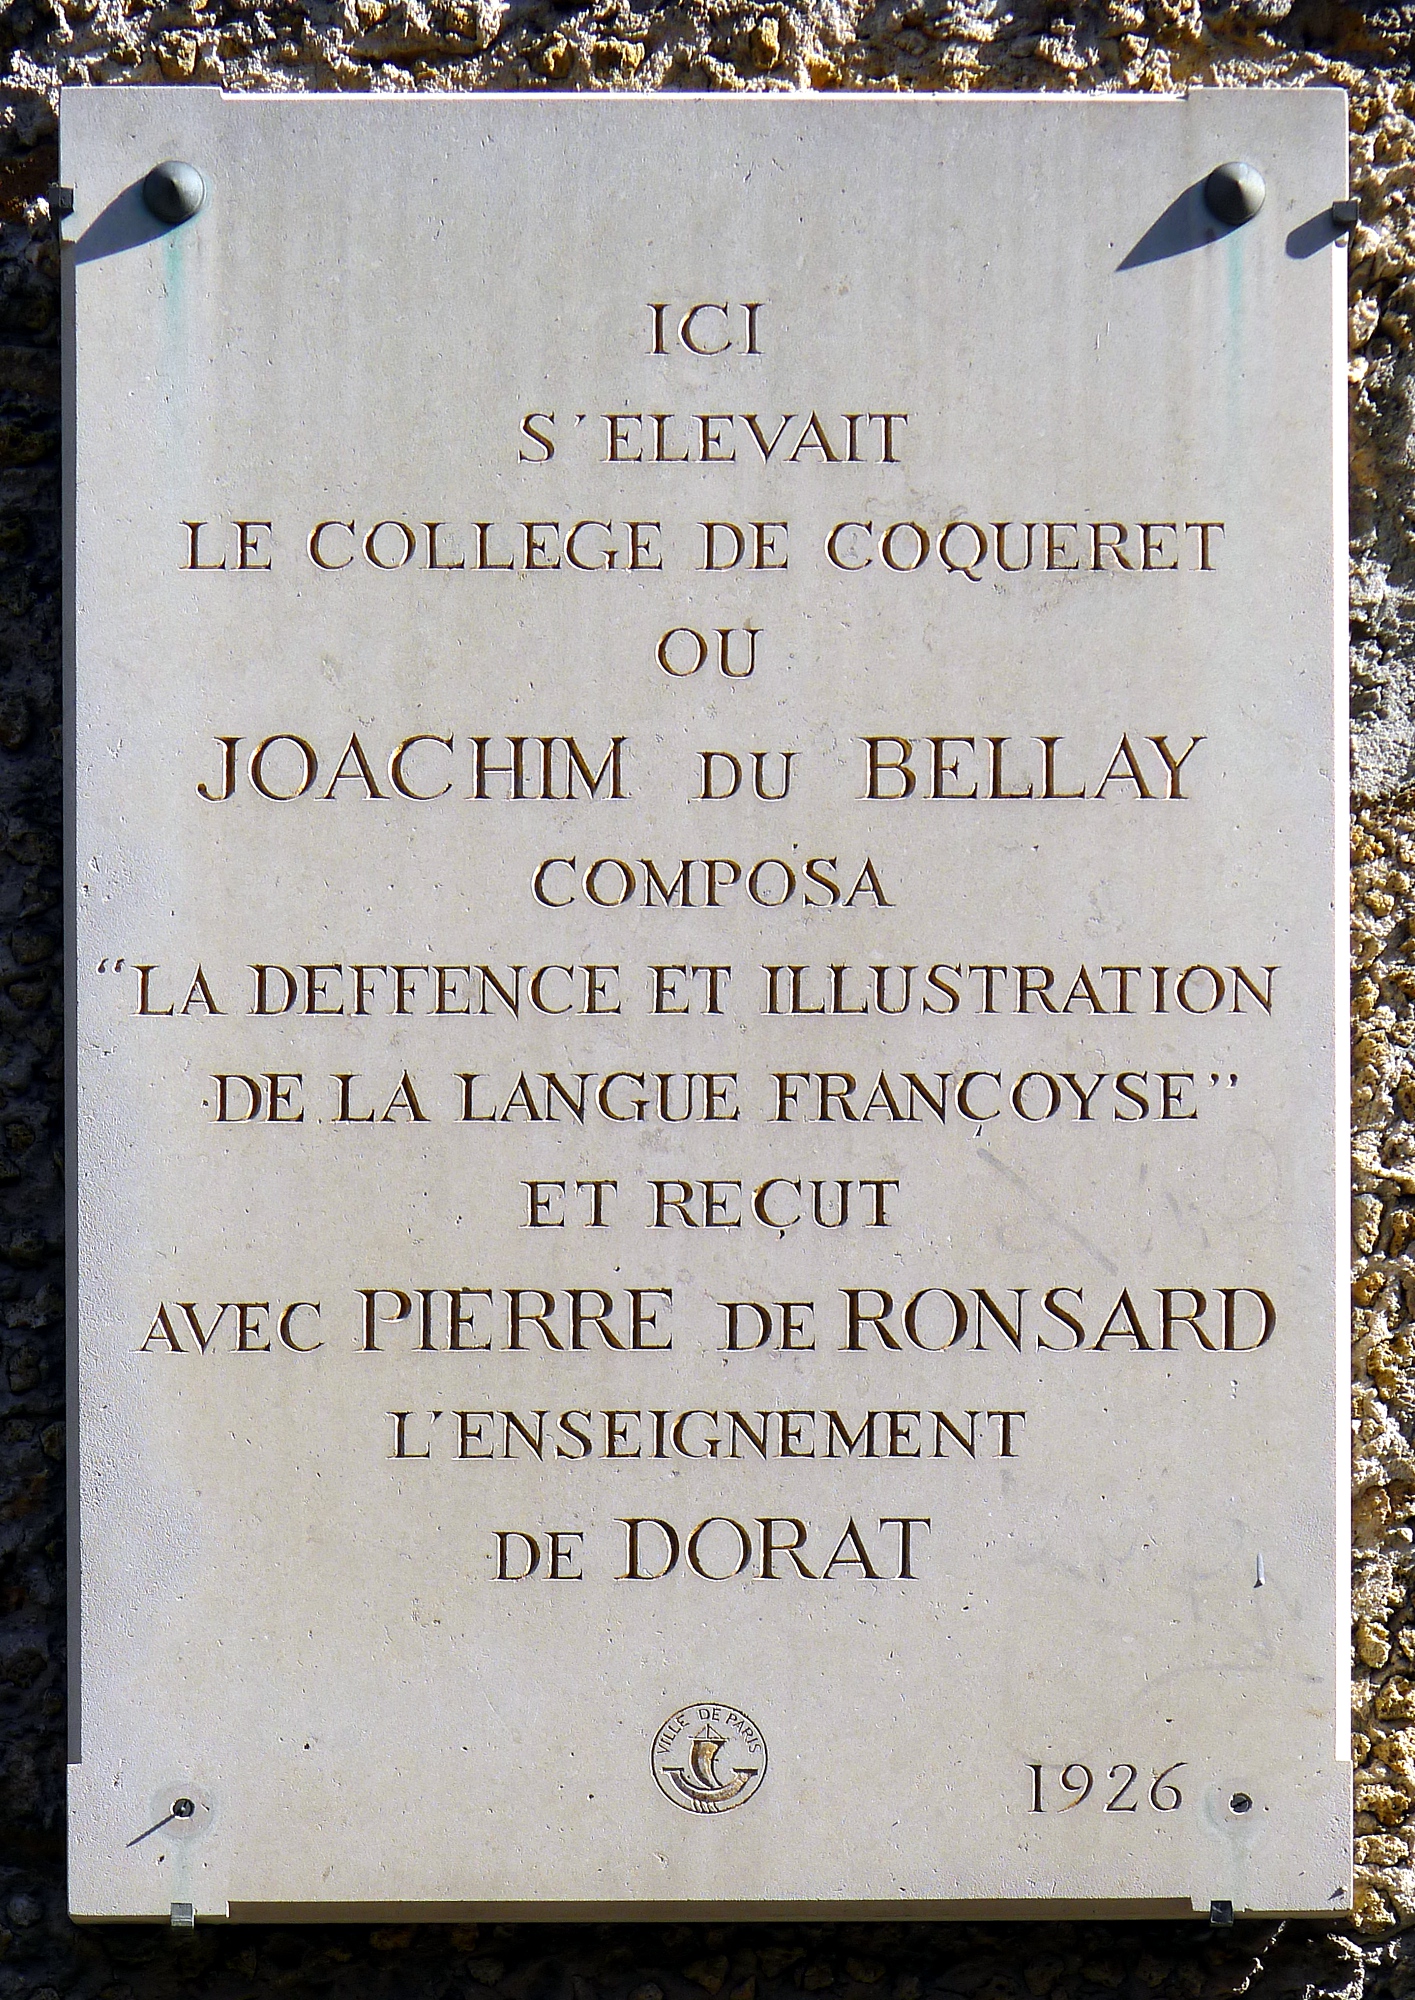 ICI
S'ELEVAIT
LE COLLEGE DE COQUERET
OU
JOACHIM DU BELLAY
COMPOSA
“LA DEFFENCE ET ILLUSTRATION
DE LA LANGUE FRANÇOYSE”
ET REÇUT
AVEC PIERRE DE RONSARD
L'ENSEIGNEMENT
DE DORAT
VILLE DE PARIS
1926